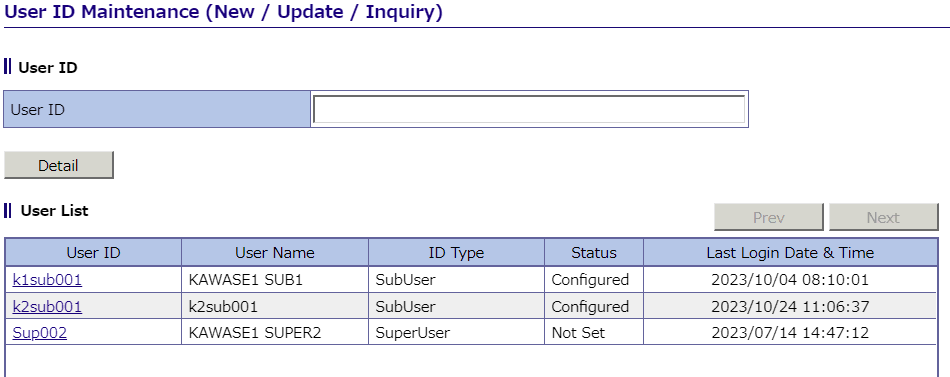 User ID Maintenance (New / Update / Inquiry)
User ID
User ID
Detail
User List
Prev Next
User ID User Name ID Type Status Last Login Date & Time
k1sub001 KAWASE1 SUB1 SubUser Configured 2023/10/04 08:10:01
k2sub001 k2sub001 SubUser Configured 2023/10/24 11:06:37
Sup002 KAWASE1 SUPER2 SuperUser Not Set 2023/07/14 14:47:12